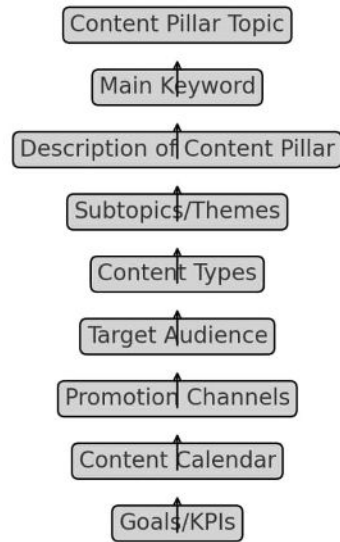 Content Pillar Topic
Main Keyword
Description of Content Pillar
Subtopics/Themes
Content Types
Target Audience
Promotion Channels
Content Calendar
Goals/KPIs